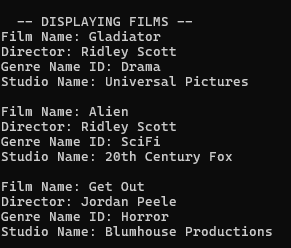 -- DISPLAYING FILMS --
Film Name: Gladiator
Director: Ridley Scott
Genre Name ID: Drama
Studio Name: Universal Pictures
Film Name: Alien
Director: Ridley Scott
Genre Name ID: SciFi
Studio Name: 20th Century Fox
Film Name: Get Out
Director: Jordan Peele
Genre Name ID: Horror
Studio Name: Blumhouse Productions